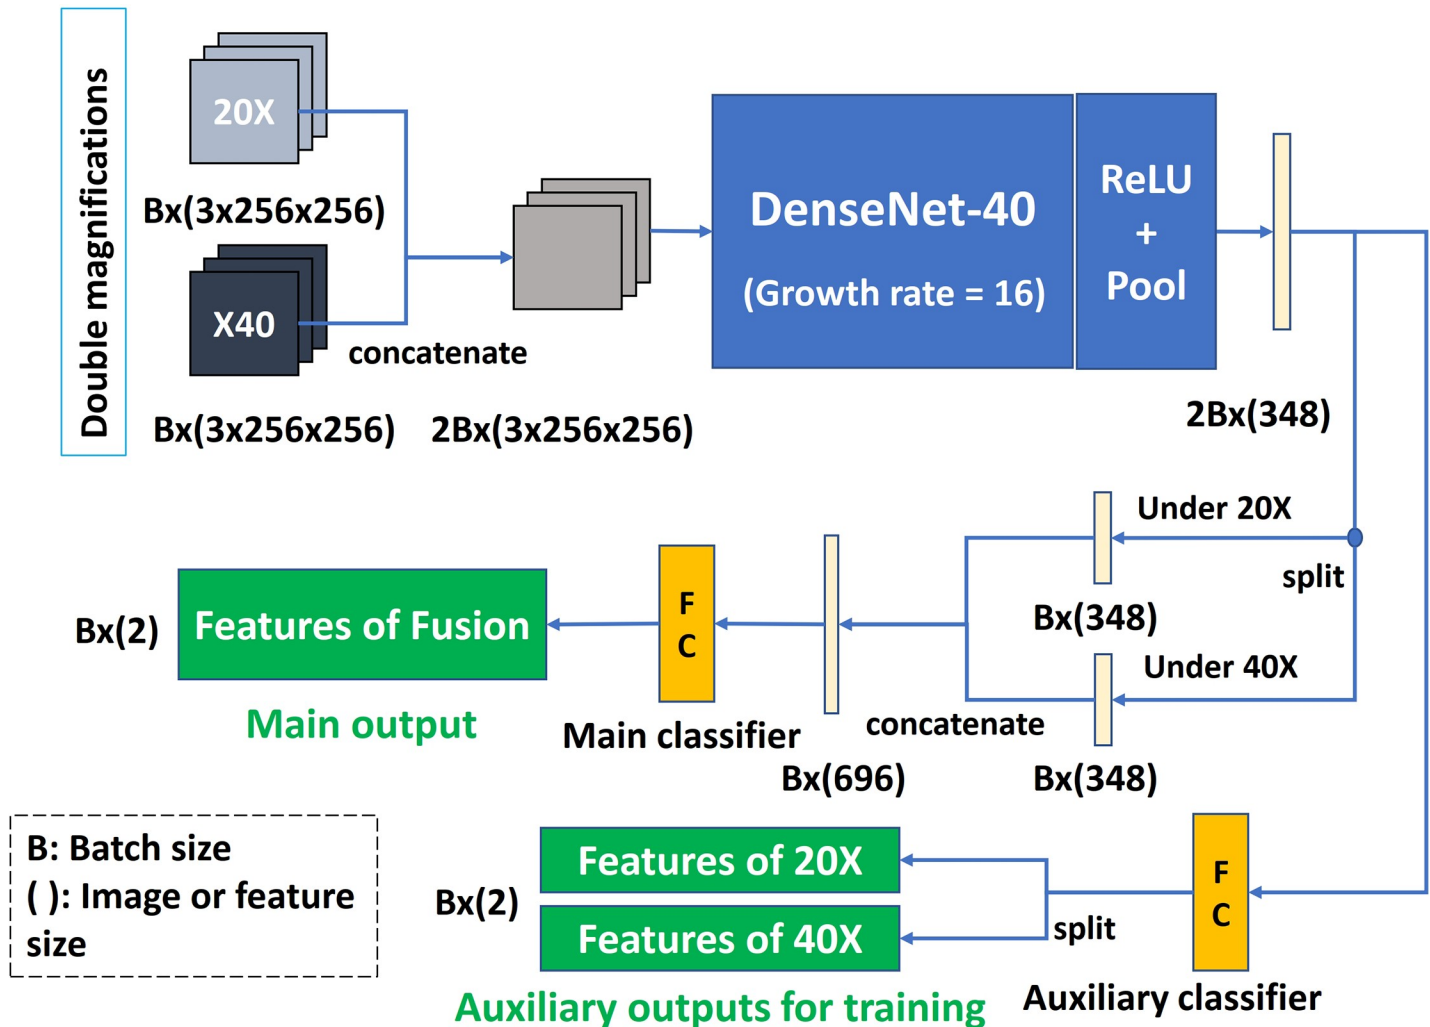 Double magnifications
20X
Bx(3x256x256)
X40
concatenate
Bx(3x256x256)
2Bx(3x256x256)
DenseNet-40
(Growth rate = 16)
ReLU
+
Pool
2Bx(348)
Under 20X
split
Bx(348)
Under 40X
Bx(348)
concatenate
Bx(696)
F
C
Main classifier
Features of Fusion
Bx(2)
Main output
B: Batch size
( ): Image or feature
size
Features of 20X
Bx(2)
Features of 40X
split
F
C
Auxiliary outputs for training
Auxiliary classifier